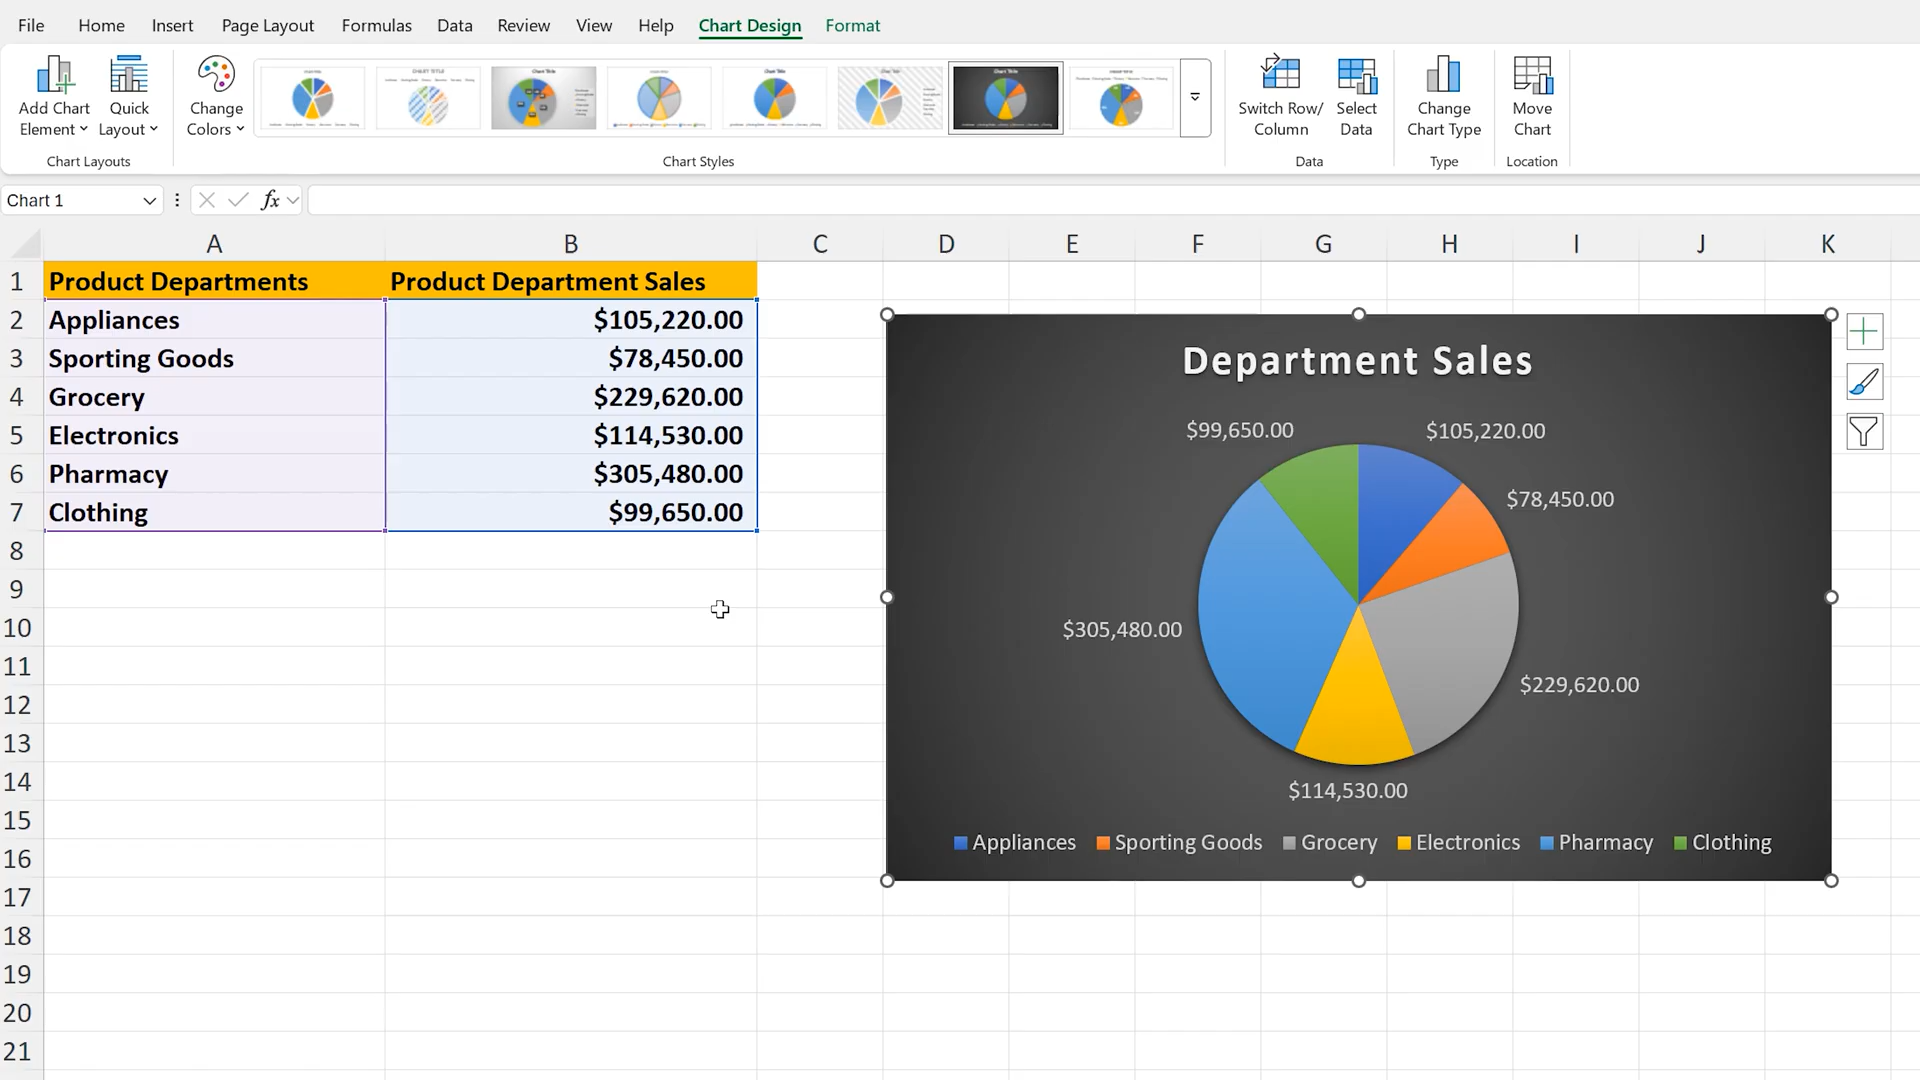 File Home Insert Page Layout Formulas Data Review View Help Chart Design Format
Add Chart Element Quick Layout Change Colors Switch Row/ Column Select Data Change Chart Type Move Chart
Chart Layouts Chart Styles Data Type Location
Chart 1 fx
A B C D E F G H I J K
1 Product Departments Product Department Sales
2 Appliances $105,220.00
3 Sporting Goods $78,450.00
4 Grocery $229,620.00
5 Electronics $114,530.00
6 Pharmacy $305,480.00
7 Clothing $99,650.00
8
9
10
11
12
13
14
15
16
17
18
19
20
21
Department Sales
$99,650.00 $105,220.00
$78,450.00
$305,480.00
$229,620.00
$114,530.00
Appliances Sporting Goods Grocery Electronics Pharmacy Clothing